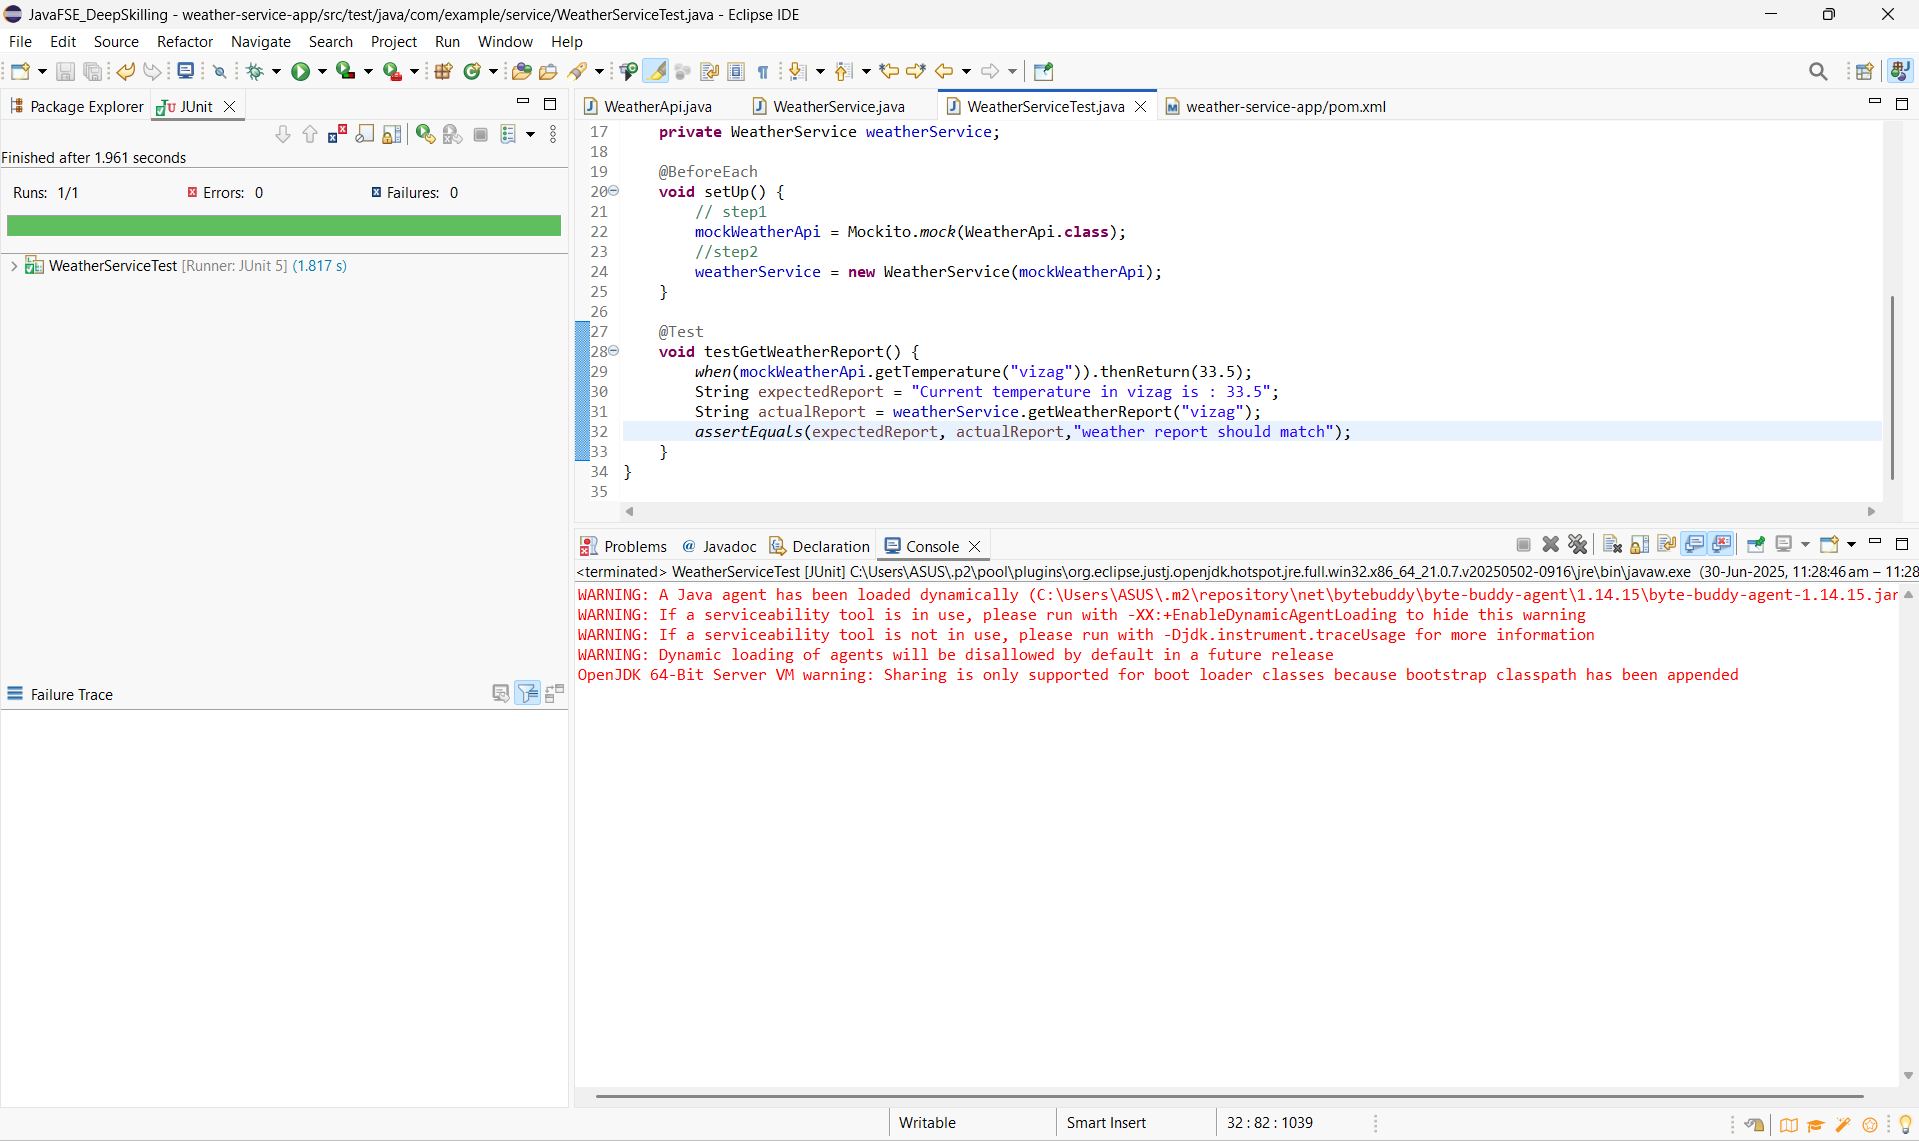 JavaFSE_DeepSkilling - weather-service-app/src/test/java/com/example/service/WeatherServiceTest.java - Eclipse IDE
File Edit Source Refactor Navigate Search Project Run Window Help
Package Explorer JUnit
Finished after 1.961 seconds
Runs: 1/1 Errors: 0 Failures: 0
WeatherServiceTest [Runner: JUnit 5] (1.817 s)
Failure Trace
WeatherApi.java WeatherService.java WeatherServiceTest.java weather-service-app/pom.xml
17 private WeatherService weatherService;
18
19 @BeforeEach
20 void setUp() {
21 // step1
22 mockWeatherApi = Mockito.mock(WeatherApi.class);
23 //step2
24 weatherService = new WeatherService(mockWeatherApi);
25 }
26
27 @Test
28 void testGetWeatherReport() {
29 when(mockWeatherApi.getTemperature("vizag")).thenReturn(33.5);
30 String expectedReport = "Current temperature in vizag is : 33.5";
31 String actualReport = weatherService.getWeatherReport("vizag");
32 assertEquals(expectedReport, actualReport,"weather report should match");
33 }
34 }
35
Problems Javadoc Declaration Console
<terminated> WeatherServiceTest [JUnit] C:\Users\ASUS\.p2\pool\plugins\org.eclipse.justj.openjdk.hotspot.jre.full.win32.x86_64_21.0.7.v20250502-0916\jre\bin\javaw.exe (30-Jun-2025, 11:28:46 am – 11:28
WARNING: A Java agent has been loaded dynamically (C:\Users\ASUS\.m2\repository\net\bytebuddy\byte-buddy-agent\1.14.15\byte-buddy-agent-1.14.15.jar
WARNING: If a serviceability tool is in use, please run with -XX:+EnableDynamicAgentLoading to hide this warning
WARNING: If a serviceability tool is not in use, please run with -Djdk.instrument.traceUsage for more information
WARNING: Dynamic loading of agents will be disallowed by default in a future release
OpenJDK 64-Bit Server VM warning: Sharing is only supported for boot loader classes because bootstrap classpath has been appended
Writable Smart Insert 32 : 82 : 1039